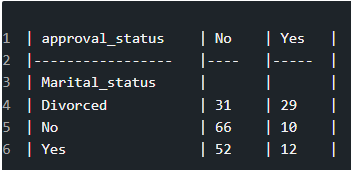 1 | approval_status | No | Yes |
2 |-----------------|----|-----|
3 | Marital_status | | |
4 | Divorced | 31 | 29 |
5 | No | 66 | 10 |
6 | Yes | 52 | 12 |